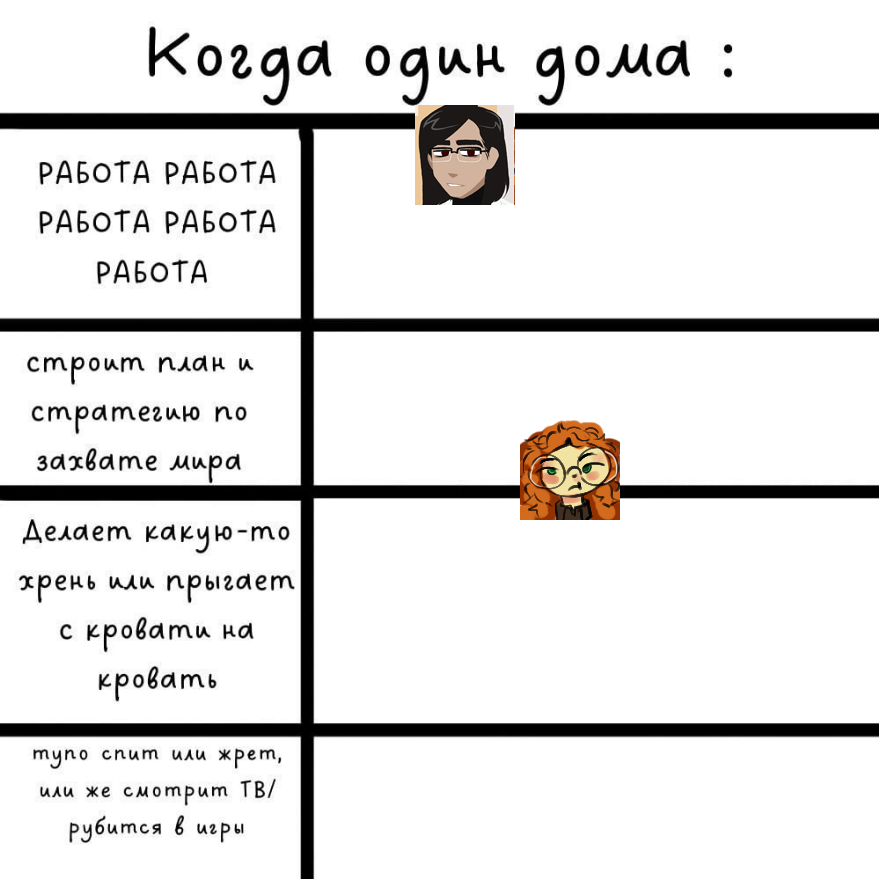 Когда один дома :
РАБОТА РАБОТА
РАБОТА РАБОТА
РАБОТА
строит план и
стратегию по
захвате мира
Делает какую-то
хрень или прыгает
с кровати на
кровать
тупо спит или жрет,
или же смотрит ТВ/
рубится в игры